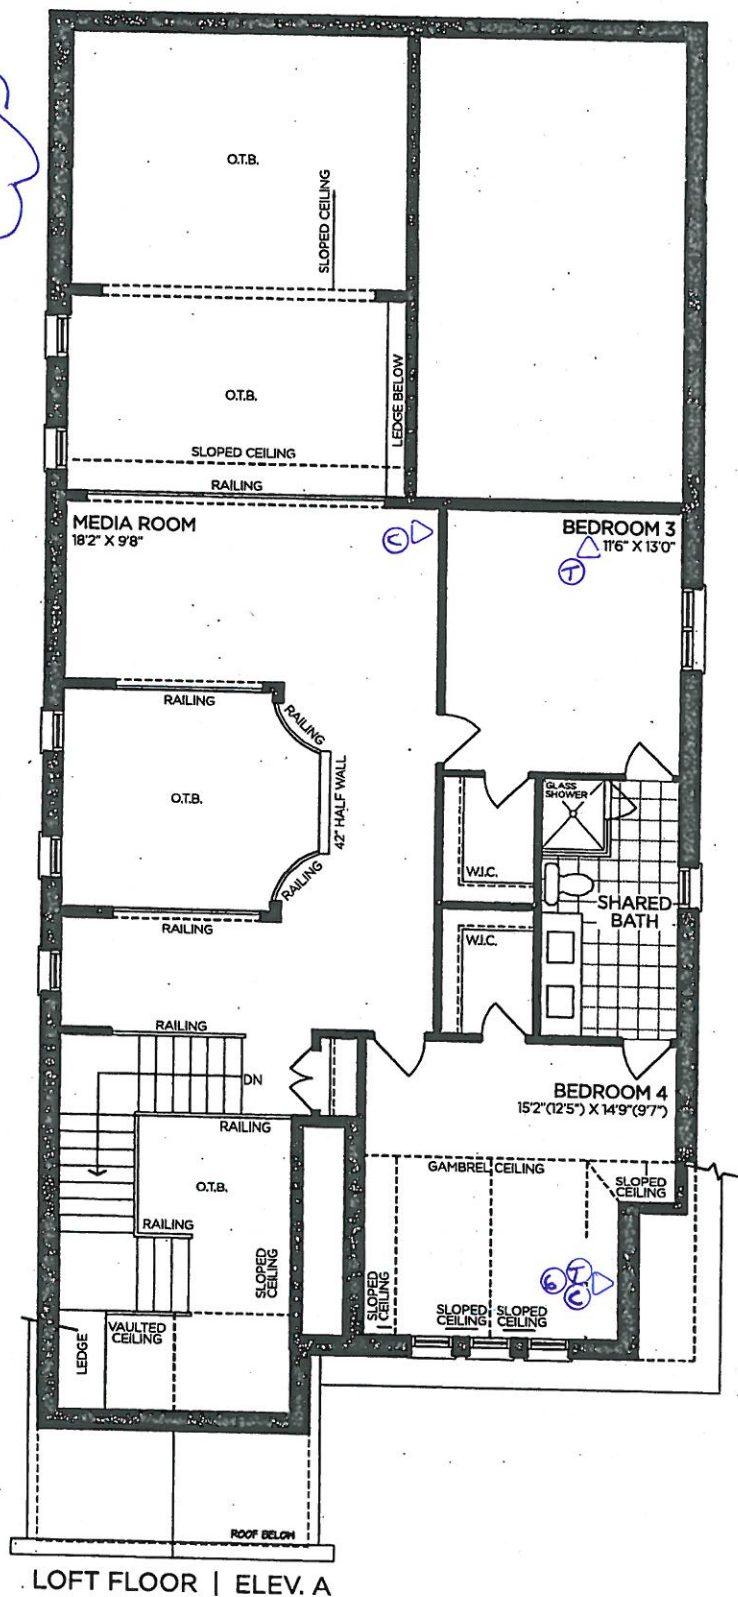 O.T.B.
SLOPED CEILING
O.T.B.
LEDGE BELOW
SLOPED CEILING
RAILING
MEDIA ROOM
18'2" X 9'8"
C
BEDROOM 3
11'6" X 13'0"
T
RAILING
RAILING
O.T.B.
42" HALF WALL
RAILING
RAILING
GLASS
SHOWER
W.I.C.
SHARED
BATH
W.I.C.
RAILING
DN
RAILING
BEDROOM 4
15'2"(12'5") X 14'9"(9'7")
GAMBREL CEILING
SLOPED
CEILING
O.T.B.
RAILING
SLOPED
CEILING
SLOPED
CEILING
6 T
C
SLOPED
CEILING
SLOPED
CEILING
LEDGE
VAULTED
CEILING
ROOF BELOW
LOFT FLOOR | ELEV. A